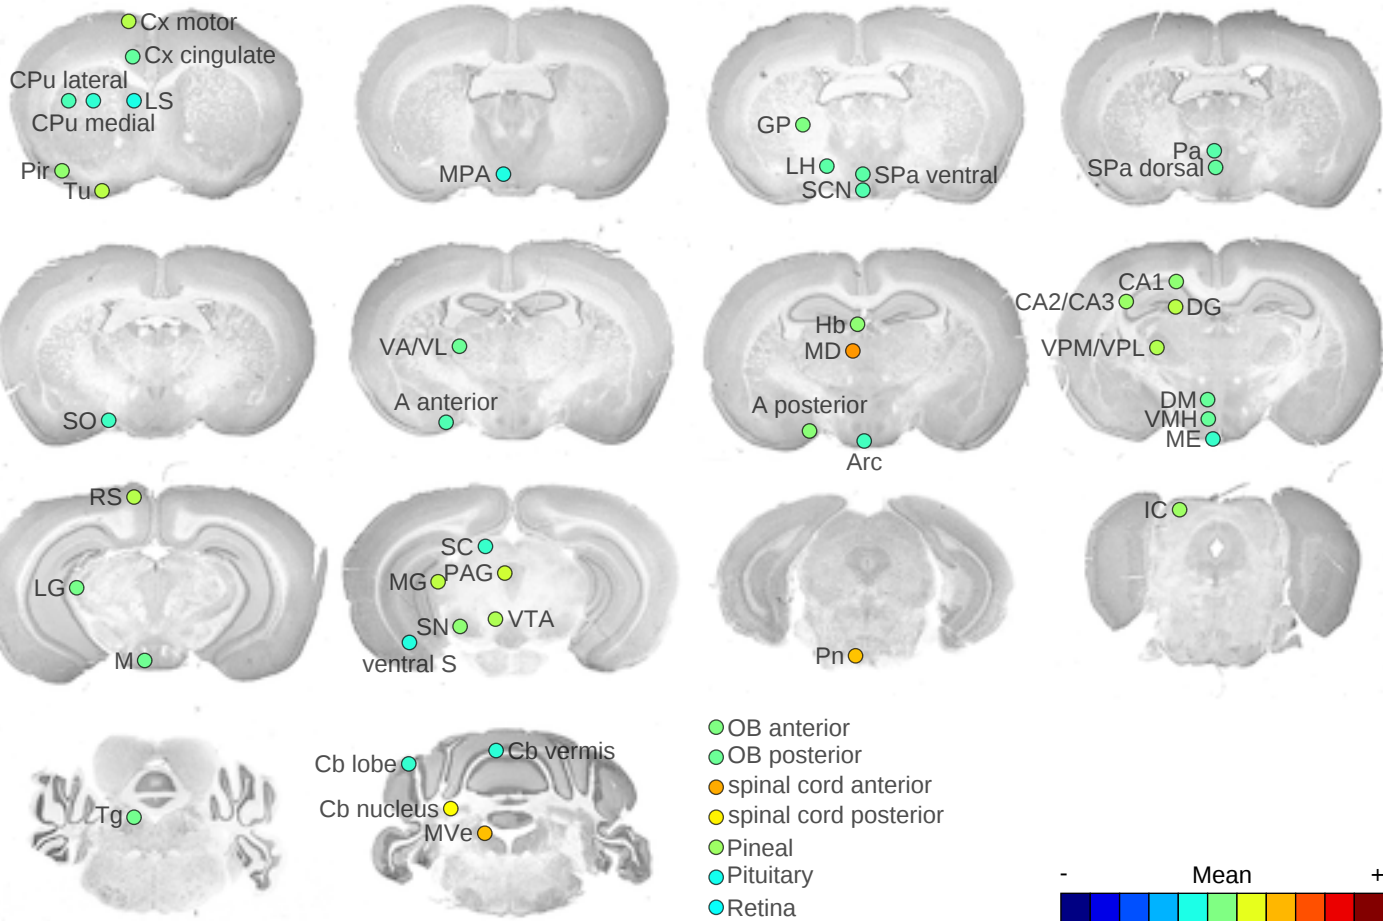 Cx motor
Cx cingulate
CPu lateral
LS
CPu medial
Pir
Tu
MPA
GP
LH
SPa ventral
SCN
Pa
SPa dorsal
SO
VA/VL
A anterior
Hb
MD
A posterior
Arc
CA1
CA2/CA3
DG
VPM/VPL
DM
VMH
ME
RS
LG
M
SC
MG
PAG
SN
VTA
ventral S
Pn
IC
Tg
Cb lobe
Cb vermis
Cb nucleus
MVe
OB anterior
OB posterior
spinal cord anterior
spinal cord posterior
Pineal
Pituitary
Retina
- Mean +